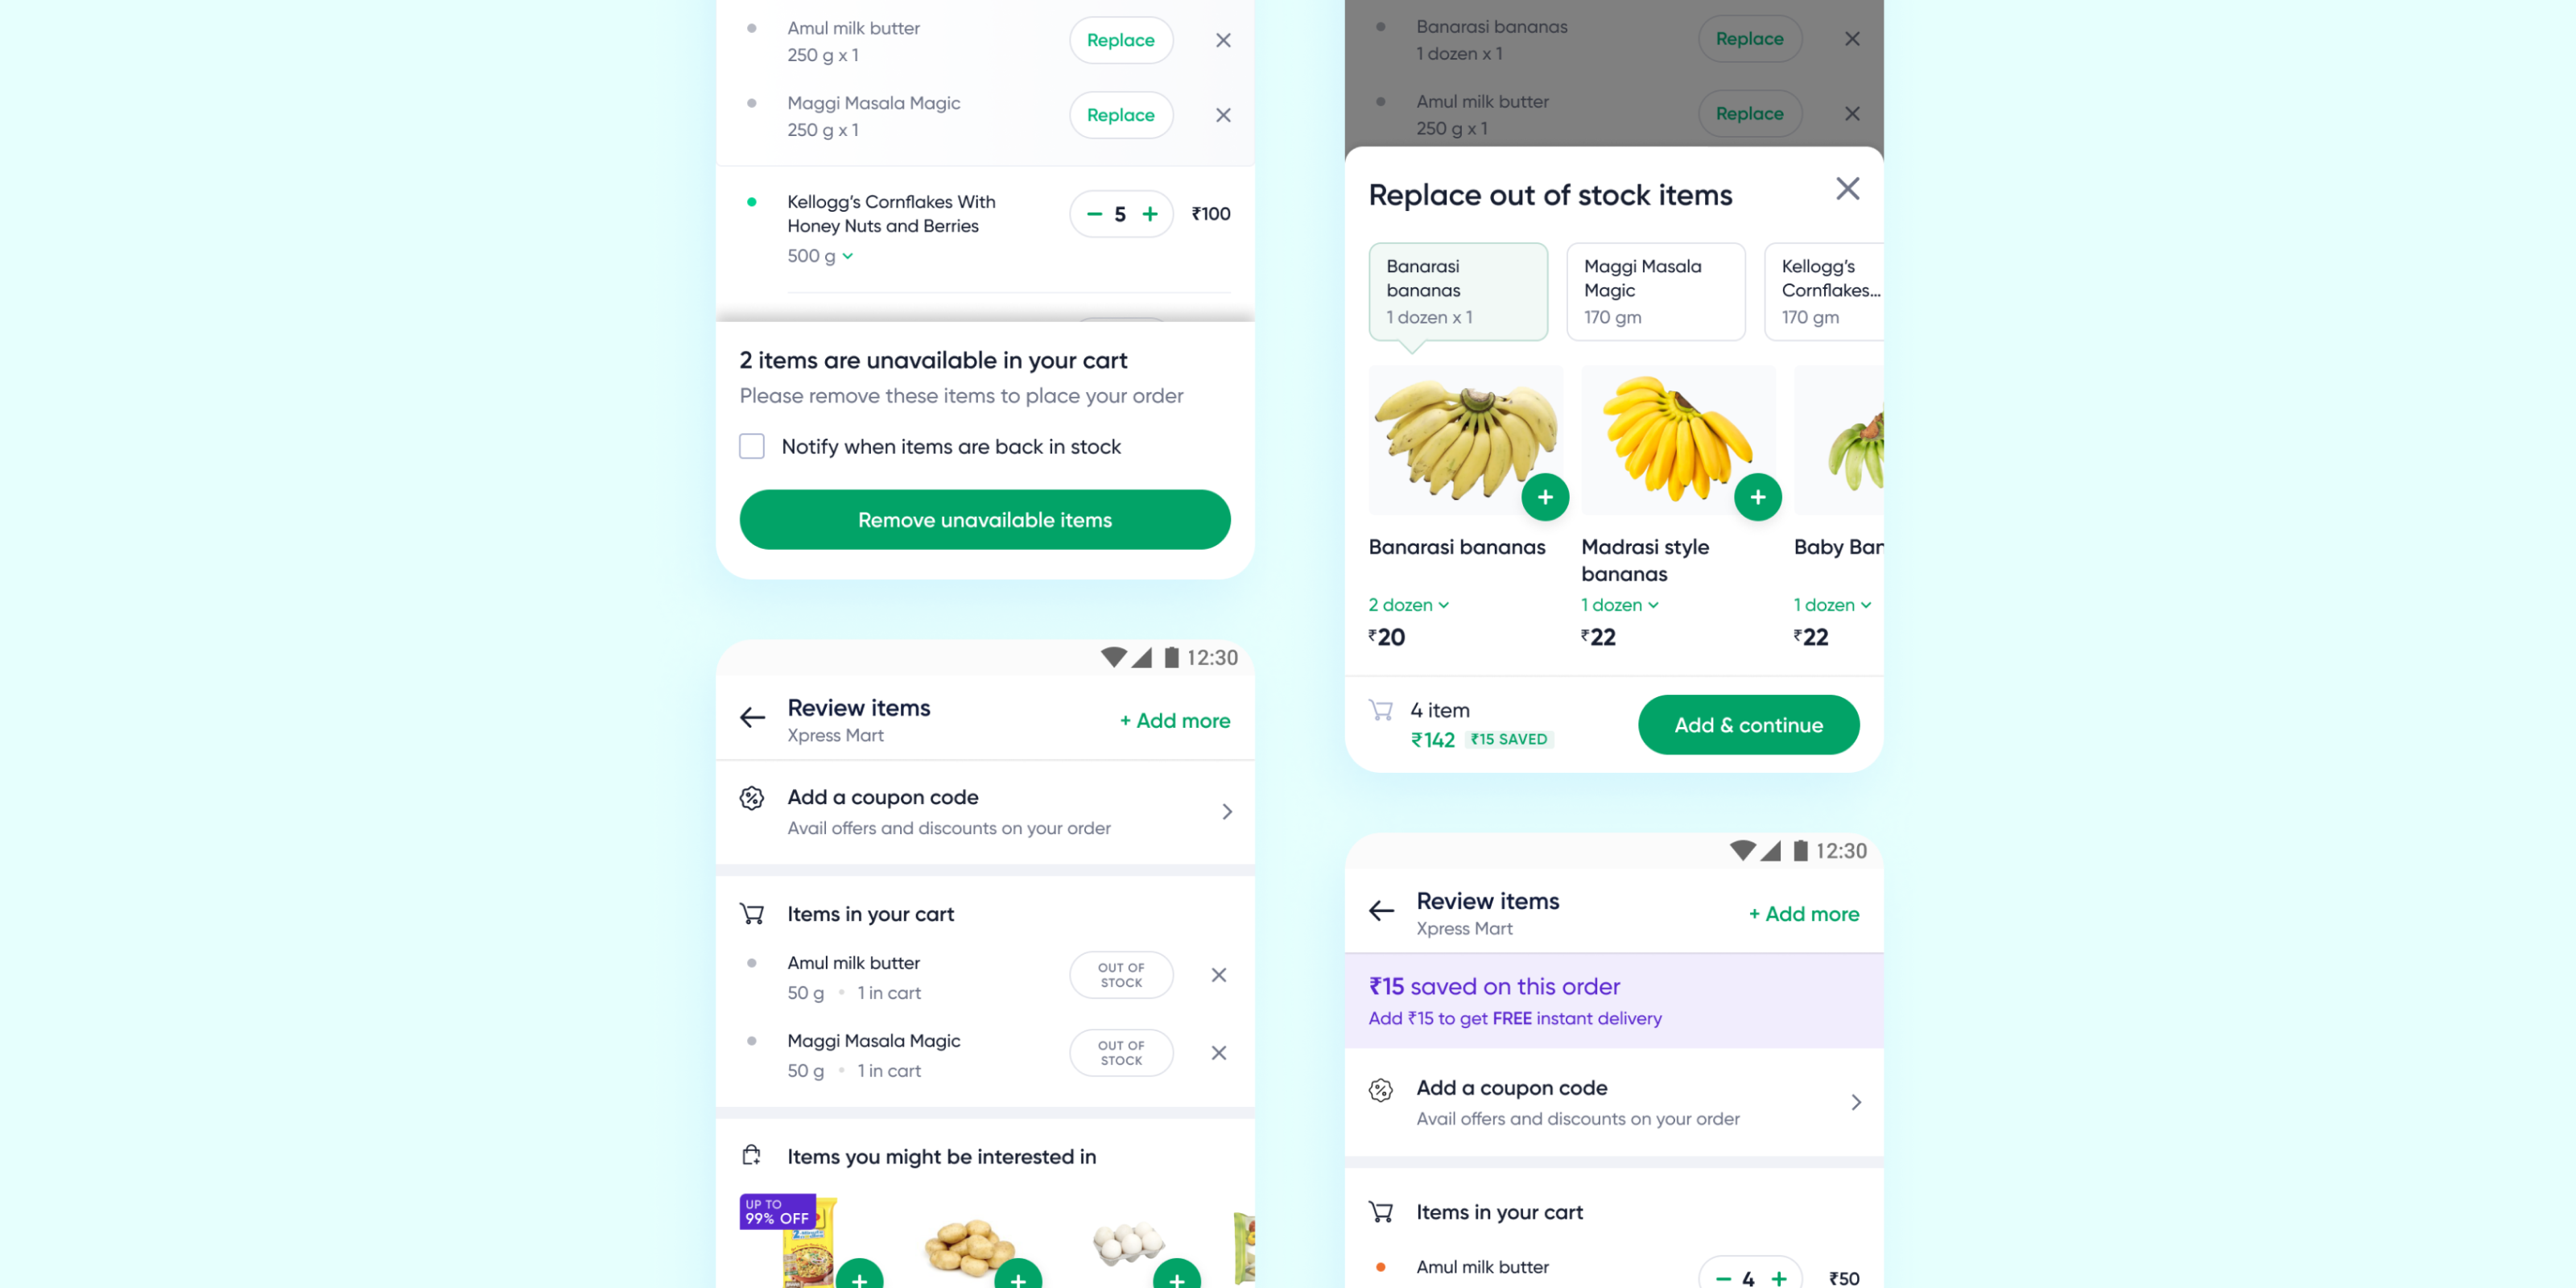 Amul milk butter
250 g x 1
Replace
Maggi Masala Magic
250 g x 1
Replace
Kellogg's Cornflakes With
Honey Nuts and Berries
500 g
5
₹100
2 items are unavailable in your cart
Please remove these items to place your order
Notify when items are back in stock
Remove unavailable items
12:30
Review items
Xpress Mart
+ Add more
Add a coupon code
Avail offers and discounts on your order
Items in your cart
Amul milk butter
50 g • 1 in cart
OUT OF
STOCK
Maggi Masala Magic
50 g • 1 in cart
OUT OF
STOCK
Items you might be interested in
UP TO
99% OFF
Banarasi bananas
1 dozen x 1
Replace
Amul milk butter
250 g x 1
Replace
Replace out of stock items
Banarasi
bananas
1 dozen x 1
Maggi Masala
Magic
170 gm
Kellogg's
Cornflakes...
170 gm
Banarasi bananas
2 dozen
₹20
Madrasi style
bananas
1 dozen
₹22
Baby Ban
1 dozen
₹22
4 item
₹142 ₹15 SAVED
Add & continue
12:30
Review items
Xpress Mart
+ Add more
₹15 saved on this order
Add ₹15 to get FREE instant delivery
Add a coupon code
Avail offers and discounts on your order
Items in your cart
Amul milk butter
4
₹50